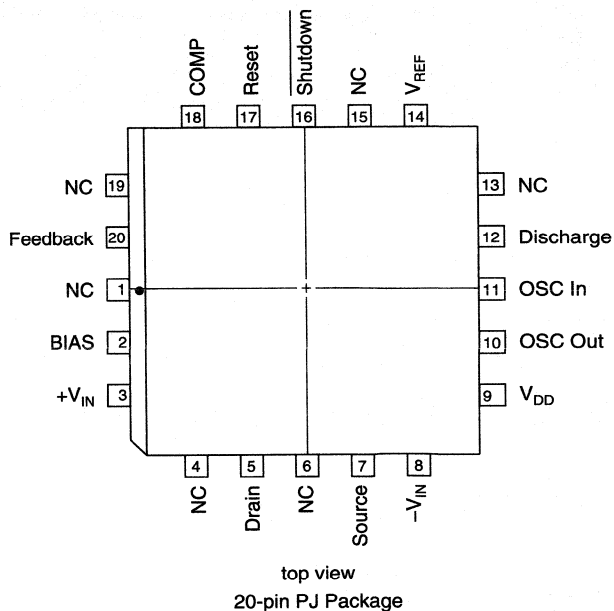 COMP
Reset
Shutdown
NC
VREF
18
17
16
15
14
NC 19
13 NC
Feedback 20
12 Discharge
NC 1
11 OSC In
BIAS 2
10 OSC Out
+VIN 3
9 VDD
4
5
6
7
8
NC
Drain
NC
Source
–VIN
top view
20-pin PJ Package